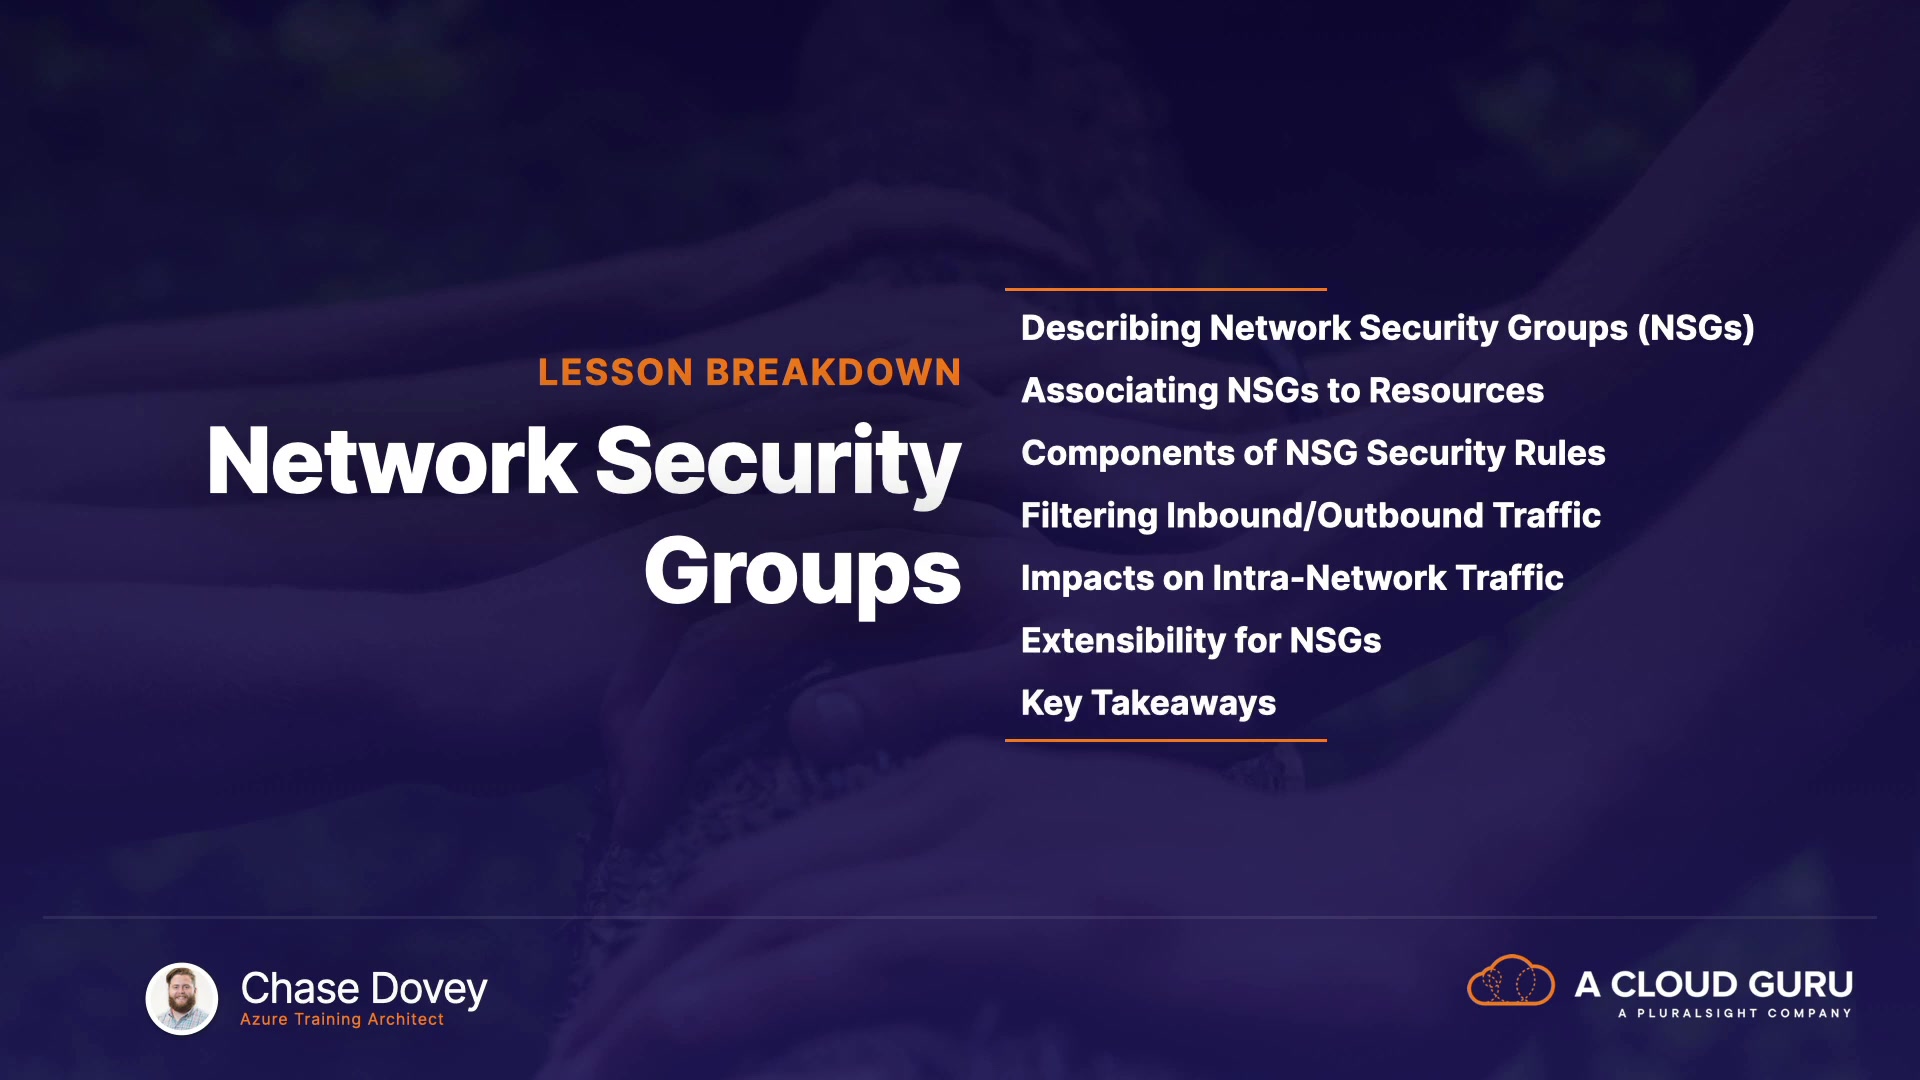 LESSON BREAKDOWN
Network Security
Groups
Describing Network Security Groups (NSGs)
Associating NSGs to Resources
Components of NSG Security Rules
Filtering Inbound/Outbound Traffic
Impacts on Intra-Network Traffic
Extensibility for NSGs
Key Takeaways
Chase Dovey
Azure Training Architect
A CLOUD GURU
A PLURALSIGHT COMPANY